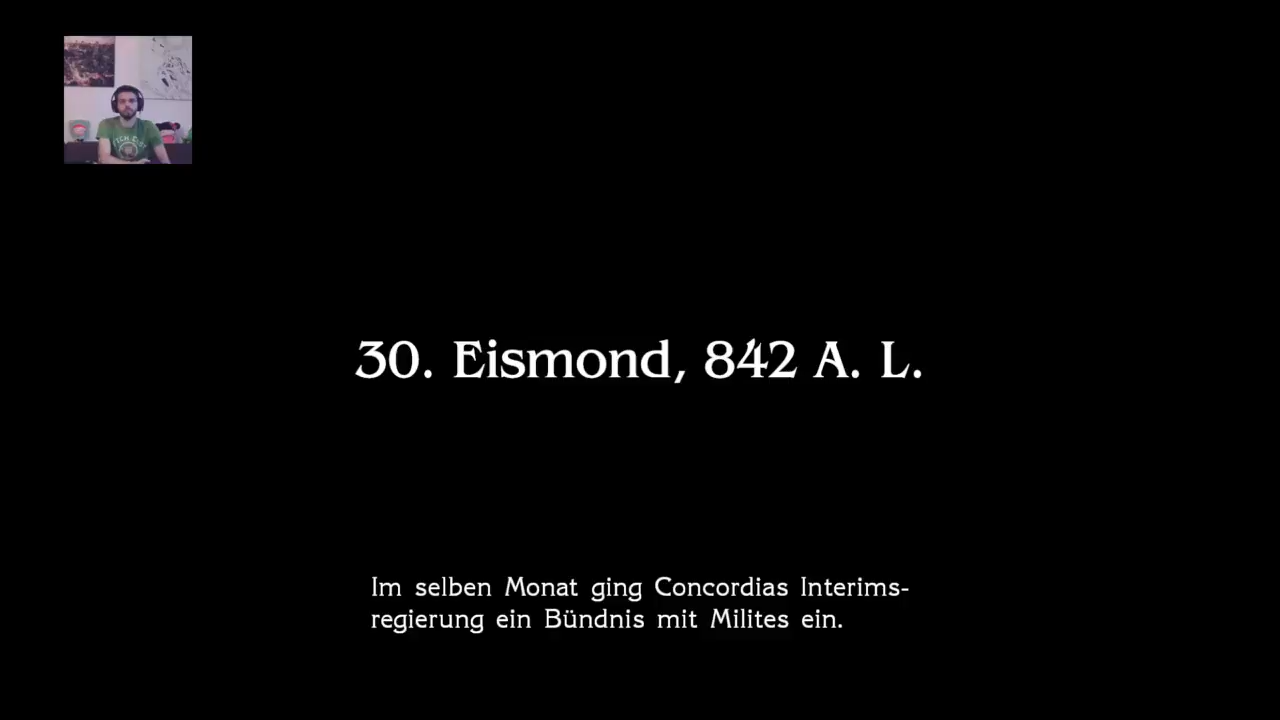 30. Eismond, 842 A. L.
Im selben Monat ging Concordias Interims-
regierung ein Bündnis mit Milites ein.